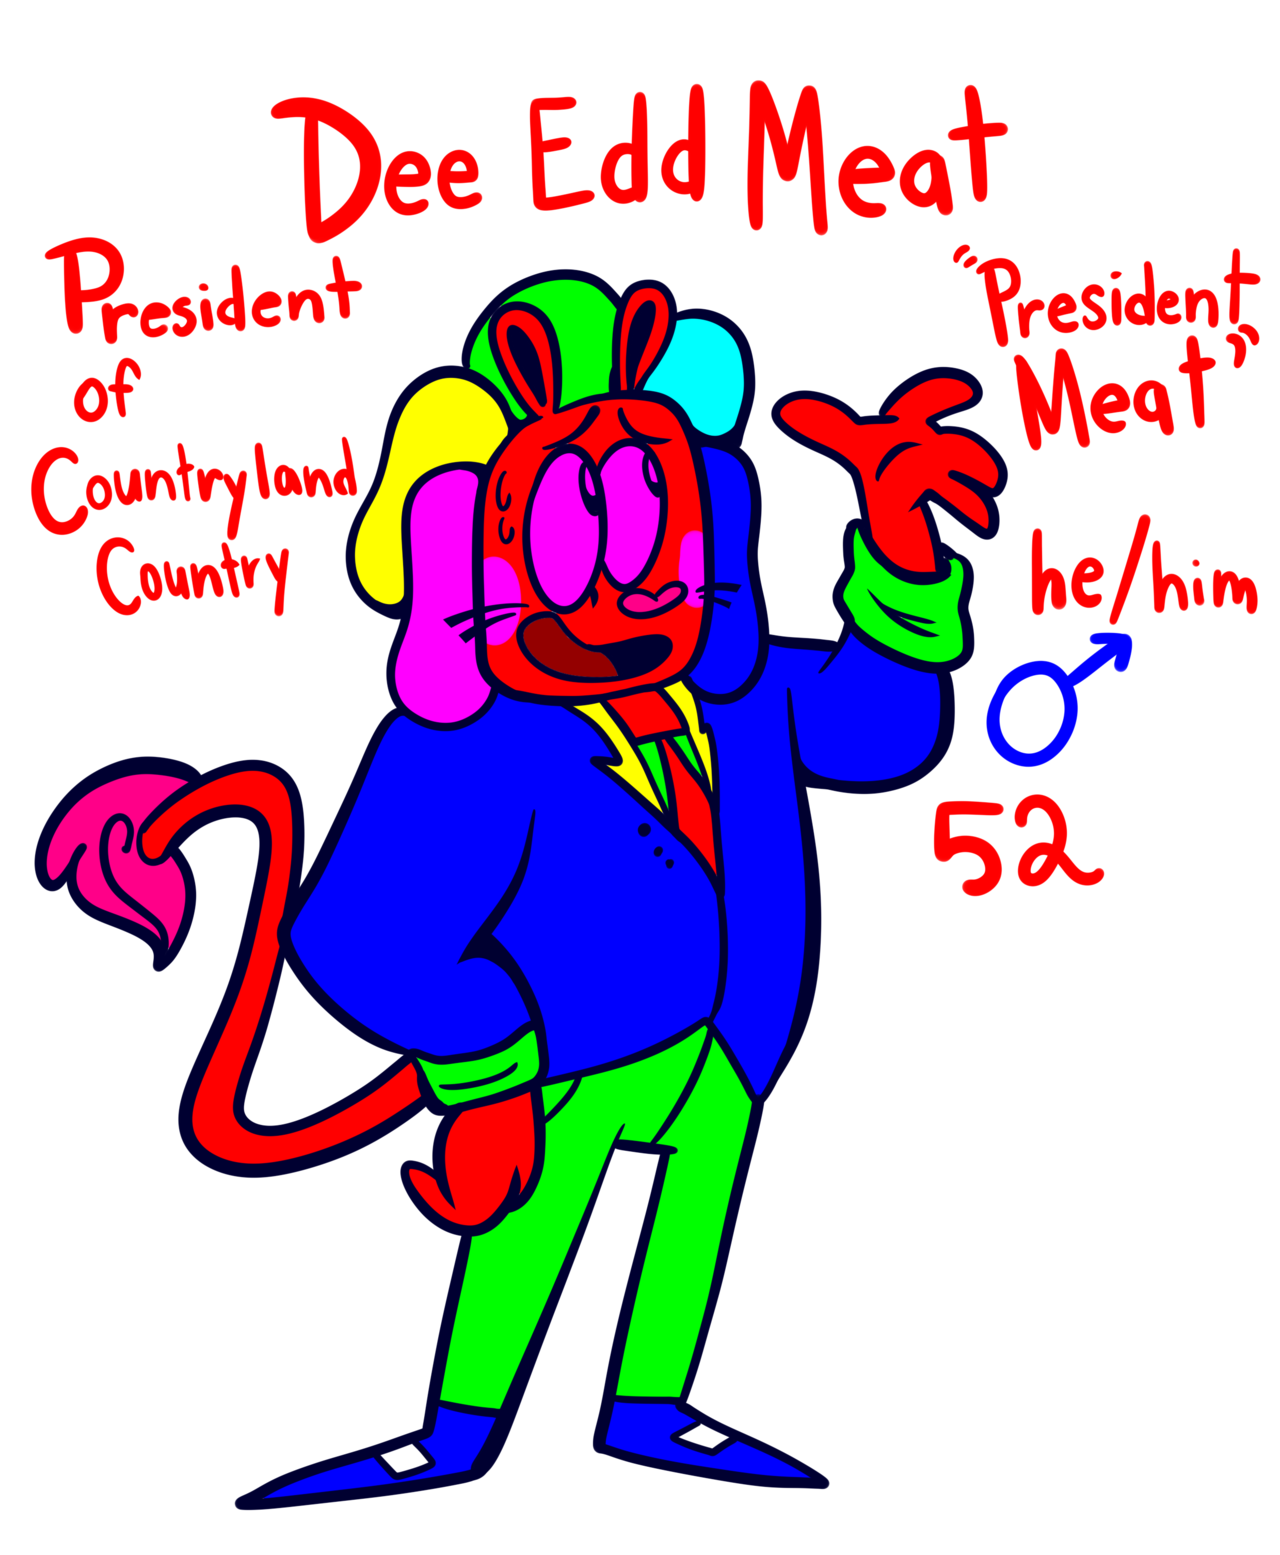 Dee Edd Meat
President
of
Countryland
Country
"President
Meat"
he/him
52